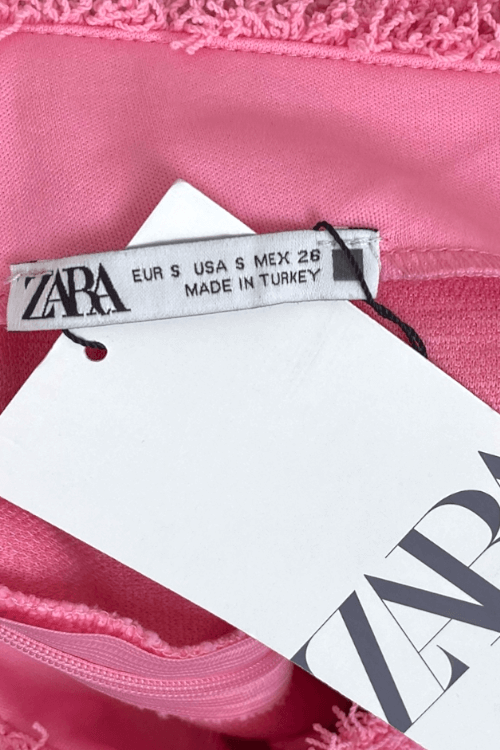 ZARA
EUR S USA S MEX 26
MADE IN TURKEY
ZARA